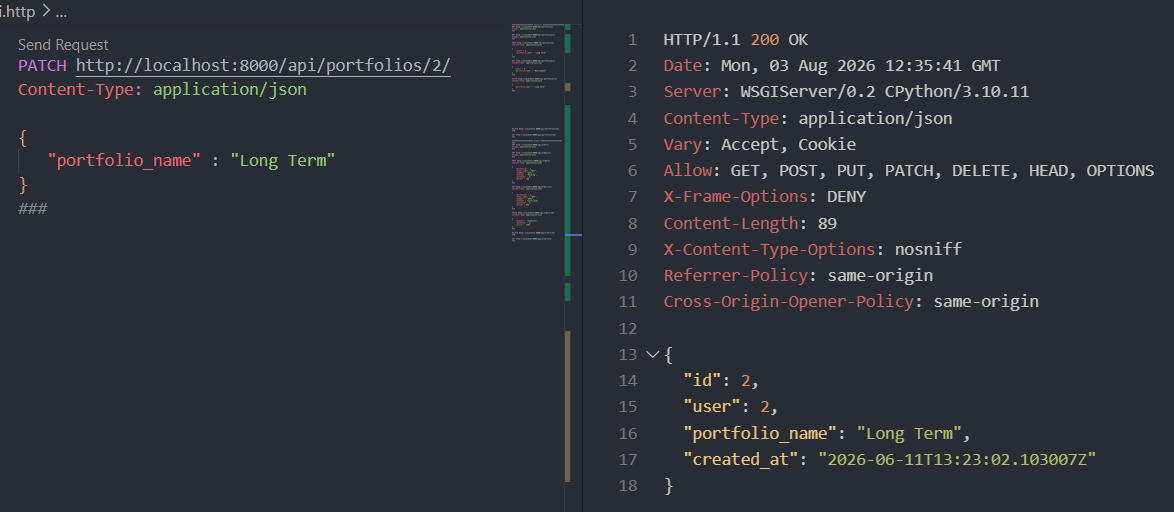 i.http > ...
Send Request
PATCH http://localhost:8000/api/portfolios/2/
Content-Type: application/json
{
"portfolio_name" : "Long Term"
}
###
1 HTTP/1.1 200 OK
2 Date: Mon, 03 Aug 2026 12:35:41 GMT
3 Server: WSGIServer/0.2 CPython/3.10.11
4 Content-Type: application/json
5 Vary: Accept, Cookie
6 Allow: GET, POST, PUT, PATCH, DELETE, HEAD, OPTIONS
7 X-Frame-Options: DENY
8 Content-Length: 89
9 X-Content-Type-Options: nosniff
10 Referrer-Policy: same-origin
11 Cross-Origin-Opener-Policy: same-origin
12
13 {
14 "id": 2,
15 "user": 2,
16 "portfolio_name": "Long Term",
17 "created_at": "2026-06-11T13:23:02.103007Z"
18 }